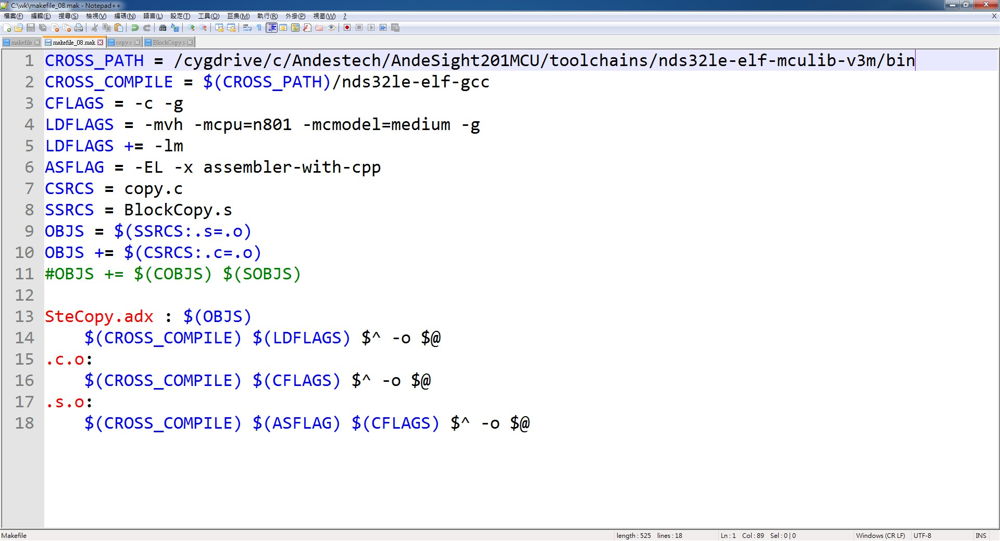 C:\wk\makefile_08.mak - Notepad++
檔案(F) 編輯(E) 搜尋(S) 檢視(V) 編碼(N) 語言(L) 設定(T) 工具(O) 巨集(M) 執行(R) 外掛(P) 視窗(W) ? X
makefile makefile_08.mak copy.c BlockCopy.s
1 CROSS_PATH = /cygdrive/c/Andestech/AndeSight201MCU/toolchains/nds32le-elf-mculib-v3m/bin
2 CROSS_COMPILE = $(CROSS_PATH)/nds32le-elf-gcc
3 CFLAGS = -c -g
4 LDFLAGS = -mvh -mcpu=n801 -mcmodel=medium -g
5 LDFLAGS += -lm
6 ASFLAG = -EL -x assembler-with-cpp
7 CSRCS = copy.c
8 SSRCS = BlockCopy.s
9 OBJS = $(SSRCS:.s=.o)
10 OBJS += $(CSRCS:.c=.o)
11 #OBJS += $(COBJS) $(SOBJS)
12
13 SteCopy.adx : $(OBJS)
14 $(CROSS_COMPILE) $(LDFLAGS) $^ -o $@
15 .c.o:
16 $(CROSS_COMPILE) $(CFLAGS) $^ -o $@
17 .s.o:
18 $(CROSS_COMPILE) $(ASFLAG) $(CFLAGS) $^ -o $@
Makefile length : 525 lines : 18 Ln : 1 Col : 89 Sel : 0 | 0 Windows (CR LF) UTF-8 INS